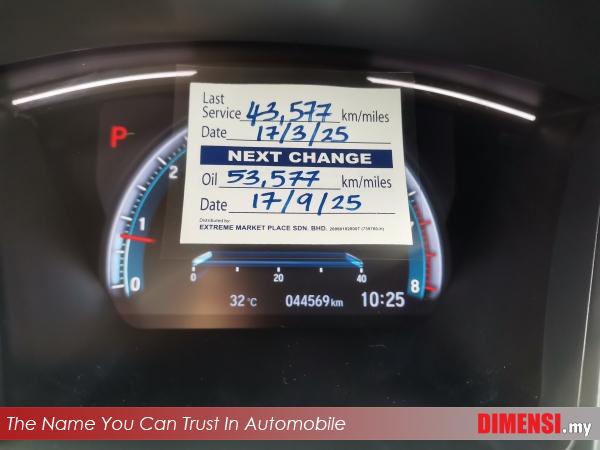 Last
Service 43,577 km/miles
Date 17/3/25
NEXT CHANGE
Oil 53,577 km/miles
Date 17/9/25
Distributed by:
EXTREME MARKET PLACE SDN. BHD.
P
2
1
0
8
0 20 40
32°C 044569km 10:25
The Name You Can Trust In Automobile
DIMENSI.my